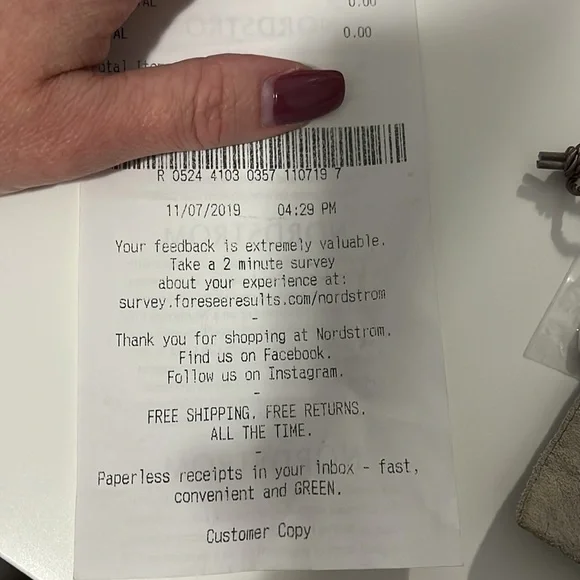 0.00
AL 0.00
R 0524 4103 0357 110719 7
11/07/2019 04:29 PM
Your feedback is extremely valuable.
Take a 2 minute survey
about your experience at:
survey.foreseeresults.com/nordstrom
-
Thank you for shopping at Nordstrom.
Find us on Facebook.
Follow us on Instagram.
-
FREE SHIPPING. FREE RETURNS.
ALL THE TIME.
-
Paperless receipts in your inbox - fast,
convenient and GREEN.
Customer Copy